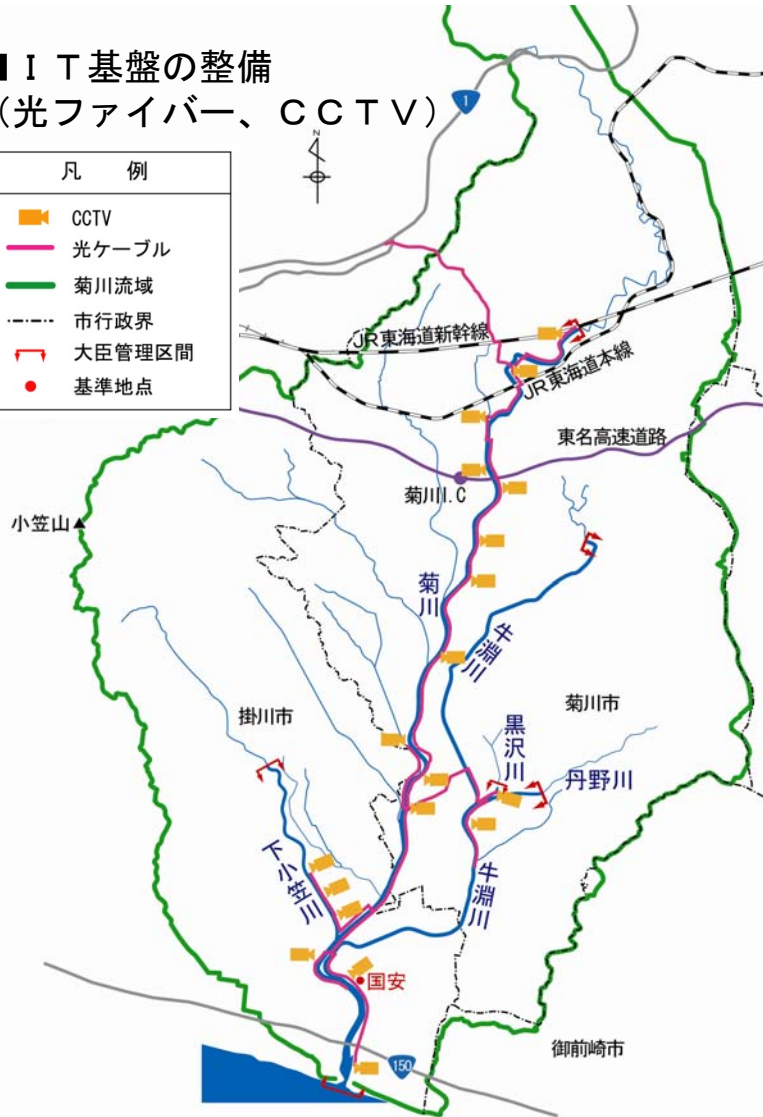 ■ＩＴ基盤の整備
(光ファイバー、ＣＣＴＶ)
1
N
凡　例
CCTV
光ケーブル
菊川流域
市行政界
大臣管理区間
基準地点
JR東海道新幹線
JR東海道本線
東名高速道路
菊川I.C
小笠山
菊川
牛淵川
菊川市
掛川市
黒沢川
丹野川
下小笠川
牛淵川
国安
御前崎市
150